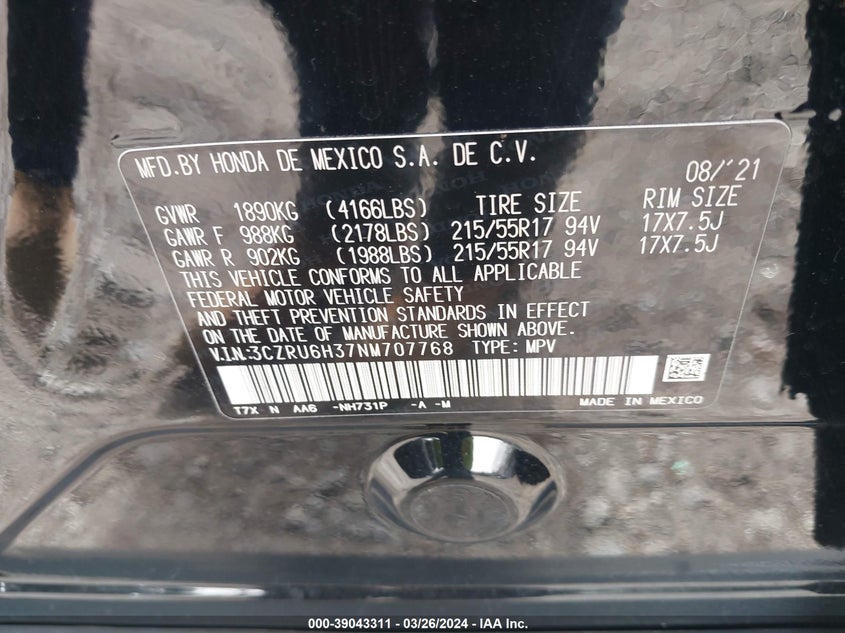 MFD.BY HONDA DE MEXICO S.A. DE C.V. 08/'21
GVWR 1890KG (4166LBS) TIRE SIZE RIM SIZE
GAWR F 988KG (2178LBS) 215/55R17 94V 17X7.5J
GAWR R 902KG (1988LBS) 215/55R17 94V 17X7.5J
THIS VEHICLE CONFORMS TO ALL APPLICABLE
FEDERAL MOTOR VEHICLE SAFETY
AND THEFT PREVENTION STANDARDS IN EFFECT
ON THE DATE OF MANUFACTURE SHOWN ABOVE.
V.I.N.:3CZRU6H37NM707768 TYPE: MPV
T7X N AA6 -NH731P -A -M MADE IN MEXICO
000-39043311 - 03/26/2024 - IAA Inc.